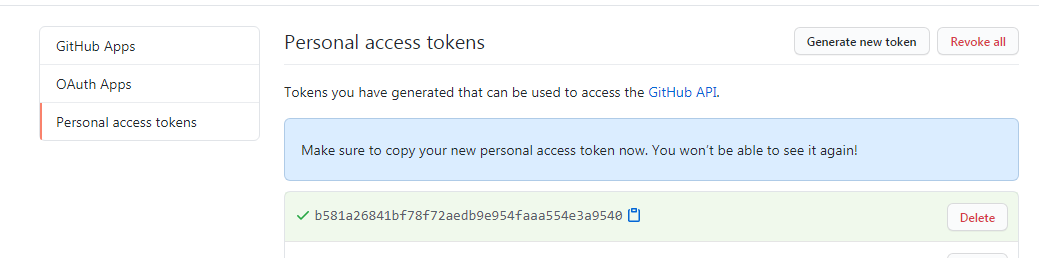 GitHub Apps
OAuth Apps
Personal access tokens
Personal access tokens
Generate new token
Revoke all
Tokens you have generated that can be used to access the GitHub API.
Make sure to copy your new personal access token now. You won't be able to see it again!
b581a26841bf78f72aedb9e954faaa554e3a9540
Delete